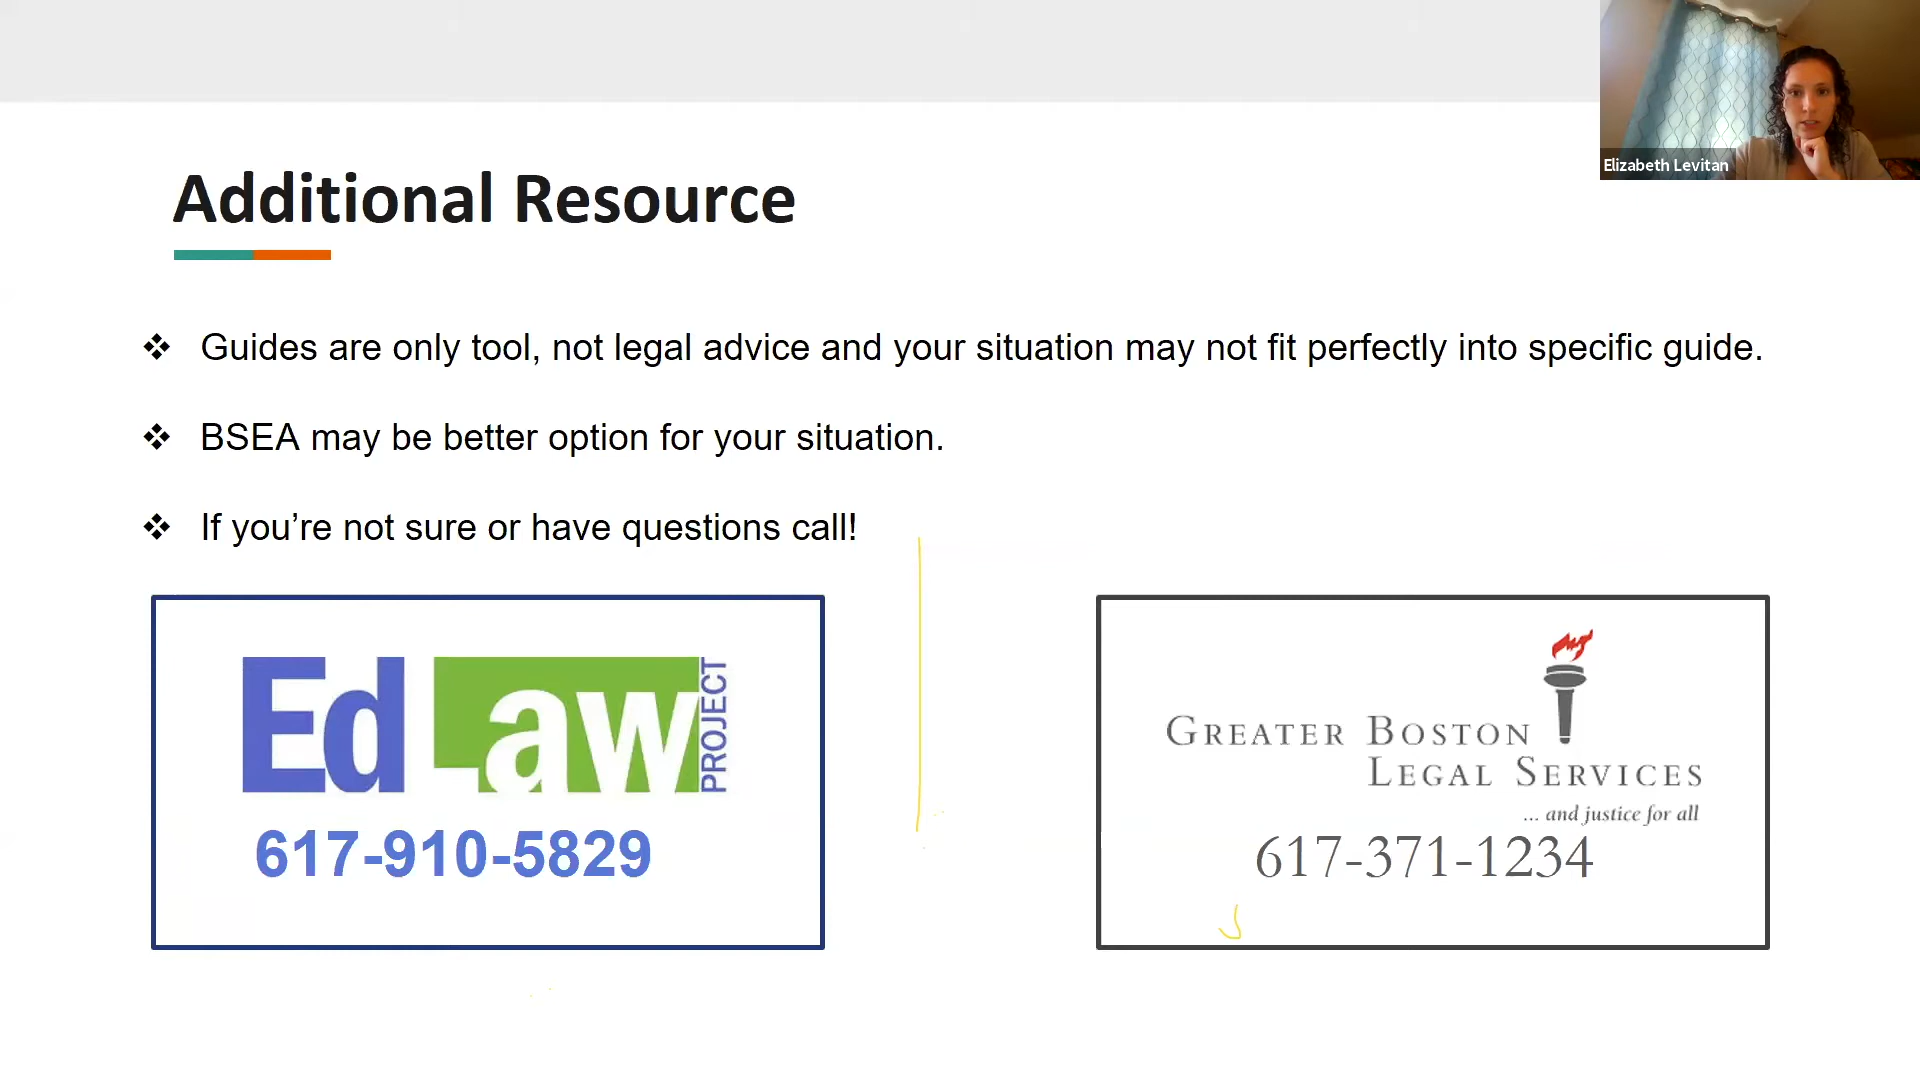 Elizabeth Levitan
Additional Resource
❖ Guides are only tool, not legal advice and your situation may not fit perfectly into specific guide.
❖ BSEA may be better option for your situation.
❖ If you’re not sure or have questions call!
Ed Law PROJECT
617-910-5829
GREATER BOSTON
LEGAL SERVICES
... and justice for all
617-371-1234